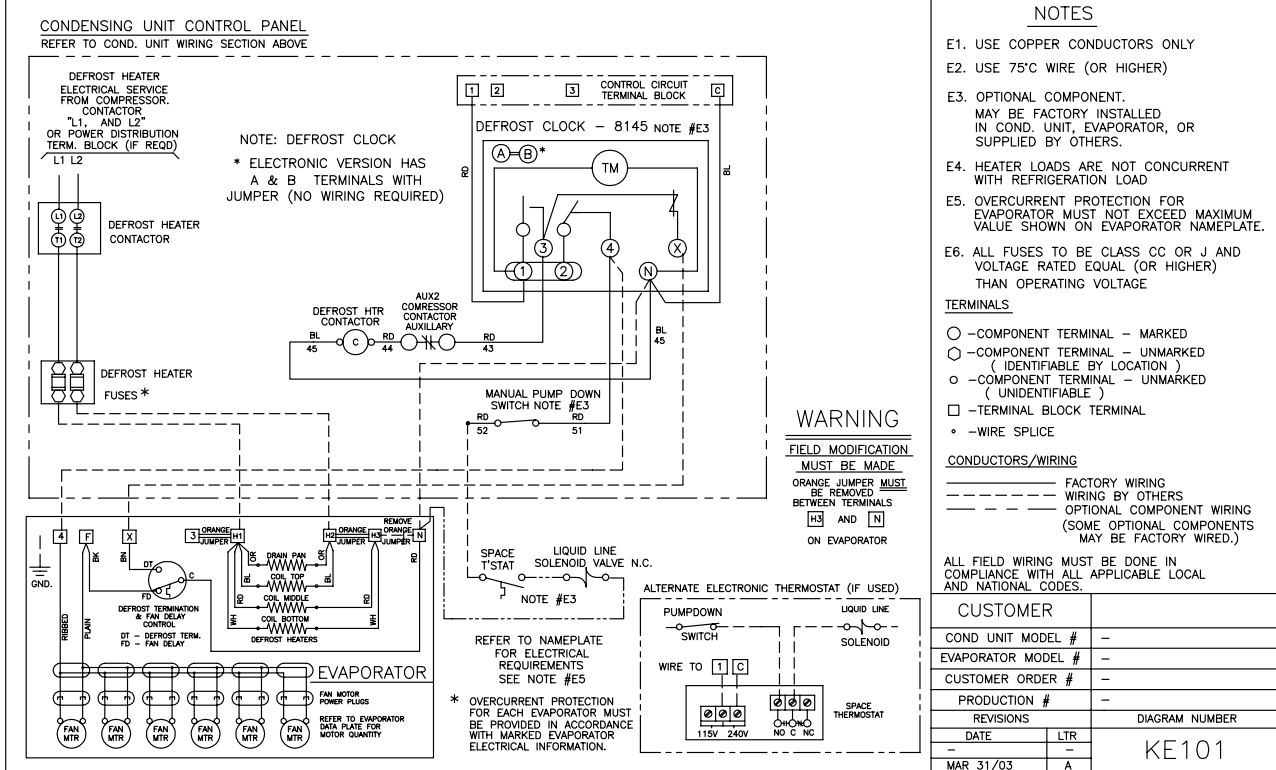 CONDENSING UNIT CONTROL PANEL
REFER TO COND. UNIT WIRING SECTION ABOVE
DEFROST HEATER
ELECTRICAL SERVICE
FROM COMPRESSOR.
CONTACTOR
"L1, AND L2"
OR POWER DISTRIBUTION
TERM. BLOCK (IF REQD)
L1 L2
L1 L2
T1 T2
DEFROST HEATER
CONTACTOR
DEFROST HEATER
FUSES *
NOTE: DEFROST CLOCK
* ELECTRONIC VERSION HAS
A & B TERMINALS WITH
JUMPER (NO WIRING REQUIRED)
1 2 3 C
CONTROL CIRCUIT
TERMINAL BLOCK
DEFROST CLOCK - 8145 NOTE #E3
RD
BL
A B *
TM
3 4 X
1 2 N
DEFROST HTR
CONTACTOR
AUX2
COMRESSOR
CONTACTOR
AUXILLARY
BL
45
C
RD
44
RD
43
BL
45
MANUAL PUMP DOWN
SWITCH NOTE #E3
RD
52
RD
51
WARNING
FIELD MODIFICATION
MUST BE MADE
ORANGE JUMPER MUST
BE REMOVED
BETWEEN TERMINALS
H3 AND N
ON EVAPORATOR
4 F X 3 H1 H2 H3 N
ORANGE
JUMPER
ORANGE
JUMPER
REMOVE
ORANGE
JUMPER
GND.
BK
BN
DT
C
FD
DEFROST TERMINATION
& FAN DELAY
CONTROL
DT - DEFROST TERM.
FD - FAN DELAY
RIBBED
PLAIN
OR
BL
RD
WH
DRAIN PAN
COIL TOP
COIL MIDDLE
COIL BOTTOM
DEFROST HEATERS
OR
BL
RD
WH
RD
EVAPORATOR
FAN MOTOR
POWER PLUGS
REFER TO EVAPORATOR
DATA PLATE FOR
MOTOR QUANTITY
FAN
MTR
FAN
MTR
FAN
MTR
FAN
MTR
FAN
MTR
FAN
MTR
SPACE
T'STAT
LIQUID LINE
SOLENOID VALVE N.C.
NOTE #E3
REFER TO NAMEPLATE
FOR ELECTRICAL
REQUIREMENTS
SEE NOTE #E5
* OVERCURRENT PROTECTION
FOR EACH EVAPORATOR MUST
BE PROVIDED IN ACCORDANCE
WITH MARKED EVAPORATOR
ELECTRICAL INFORMATION.
ALTERNATE ELECTRONIC THERMOSTAT (IF USED)
PUMPDOWN
SWITCH
LIQUID LINE
SOLENOID
WIRE TO 1 C
115V 240V
NO C NC
SPACE
THERMOSTAT
NOTES
E1. USE COPPER CONDUCTORS ONLY
E2. USE 75°C WIRE (OR HIGHER)
E3. OPTIONAL COMPONENT.
MAY BE FACTORY INSTALLED
IN COND. UNIT, EVAPORATOR, OR
SUPPLIED BY OTHERS.
E4. HEATER LOADS ARE NOT CONCURRENT
WITH REFRIGERATION LOAD
E5. OVERCURRENT PROTECTION FOR
EVAPORATOR MUST NOT EXCEED MAXIMUM
VALUE SHOWN ON EVAPORATOR NAMEPLATE.
E6. ALL FUSES TO BE CLASS CC OR J AND
VOLTAGE RATED EQUAL (OR HIGHER)
THAN OPERATING VOLTAGE
TERMINALS
-COMPONENT TERMINAL - MARKED
-COMPONENT TERMINAL - UNMARKED
( IDENTIFIABLE BY LOCATION )
-COMPONENT TERMINAL - UNMARKED
( UNIDENTIFIABLE )
-TERMINAL BLOCK TERMINAL
-WIRE SPLICE
CONDUCTORS/WIRING
FACTORY WIRING
WIRING BY OTHERS
OPTIONAL COMPONENT WIRING
(SOME OPTIONAL COMPONENTS
MAY BE FACTORY WIRED.)
ALL FIELD WIRING MUST BE DONE IN
COMPLIANCE WITH ALL APPLICABLE LOCAL
AND NATIONAL CODES.
CUSTOMER
COND UNIT MODEL # -
EVAPORATOR MODEL # -
CUSTOMER ORDER # -
PRODUCTION # -
REVISIONS
DIAGRAM NUMBER
DATE LTR
- -
MAR 31/03 A
KE101